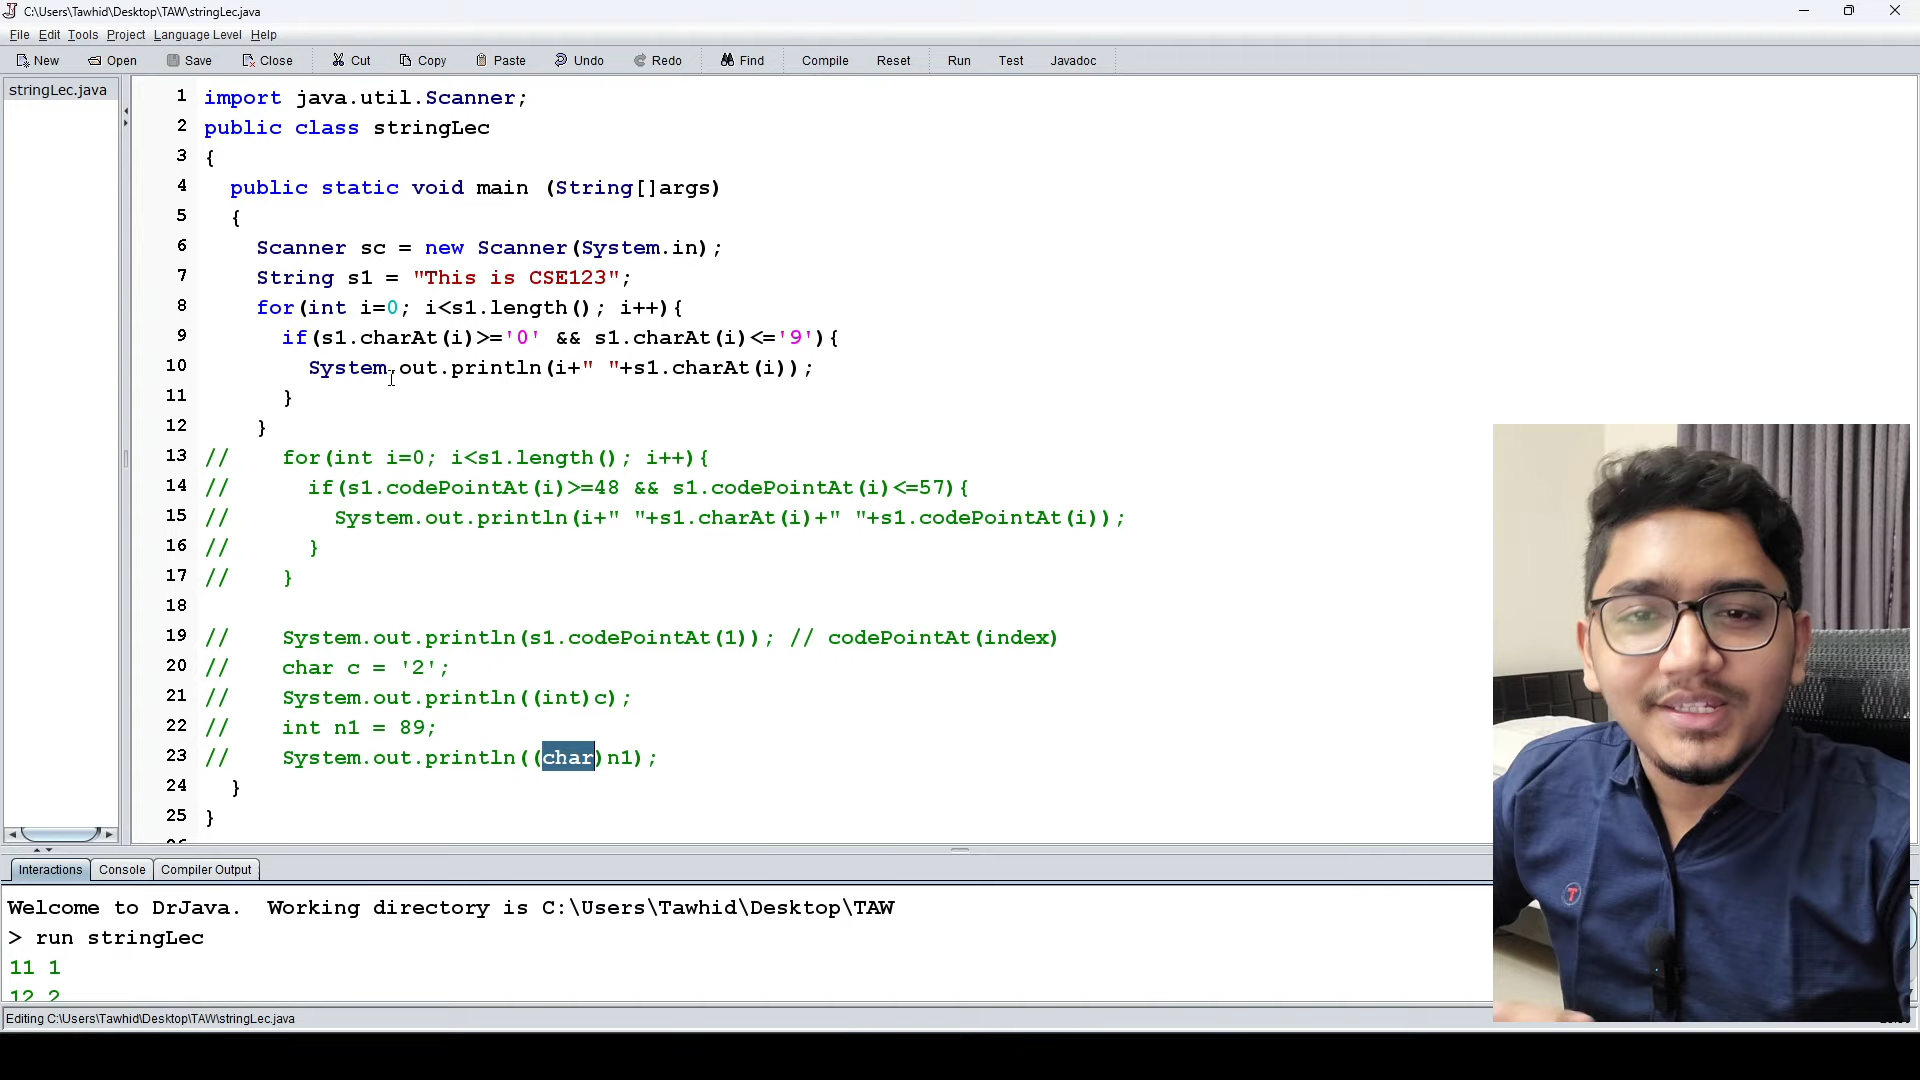 C:\Users\Tawhid\Desktop\TAW\stringLec.java
File Edit Tools Project Language Level Help
New Open Save Close Cut Copy Paste Undo Redo Find Compile Reset Run Test Javadoc
stringLec.java
1 import java.util.Scanner;
2 public class stringLec
3 {
4 public static void main (String[]args)
5 {
6 Scanner sc = new Scanner(System.in);
7 String s1 = "This is CSE123";
8 for(int i=0; i<s1.length(); i++){
9 if(s1.charAt(i)>='0' && s1.charAt(i)<='9'){
10 System.out.println(i+" "+s1.charAt(i));
11 }
12 }
13 // for(int i=0; i<s1.length(); i++){
14 // if(s1.codePointAt(i)>=48 && s1.codePointAt(i)<=57){
15 // System.out.println(i+" "+s1.charAt(i)+" "+s1.codePointAt(i));
16 // }
17 // }
18
19 // System.out.println(s1.codePointAt(1)); // codePointAt(index)
20 // char c = '2';
21 // System.out.println((int)c);
22 // int n1 = 89;
23 // System.out.println((char)n1);
24 }
25 }
Interactions Console Compiler Output
Welcome to DrJava. Working directory is C:\Users\Tawhid\Desktop\TAW
> run stringLec
11 1
12 2
Editing C:\Users\Tawhid\Desktop\TAW\stringLec.java